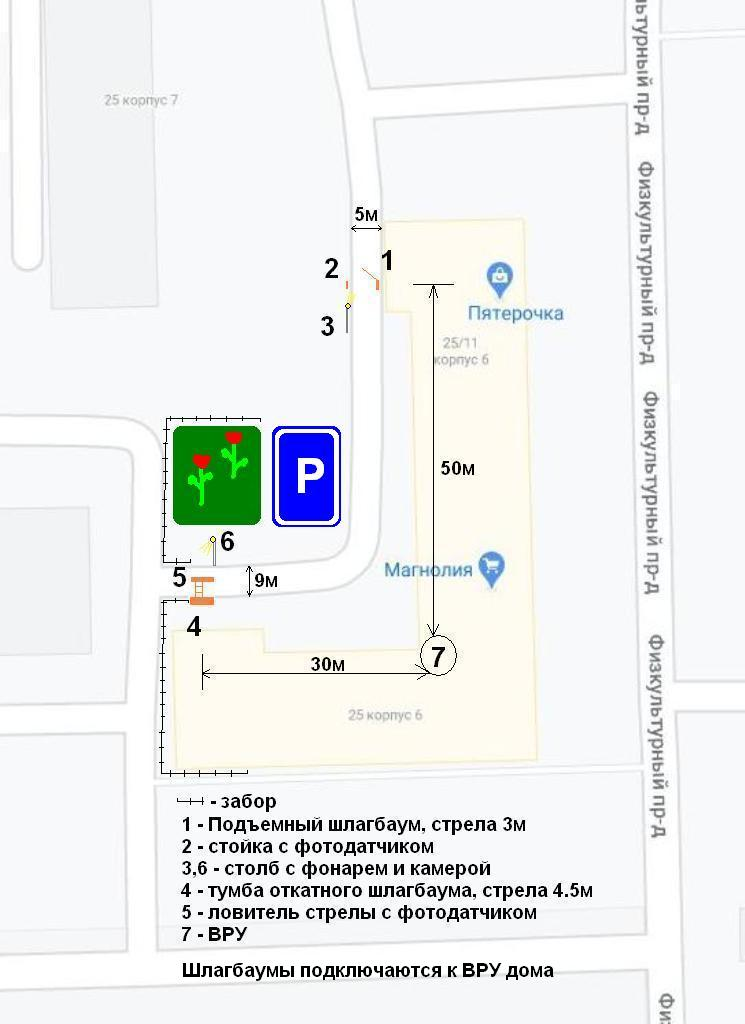 турный пр-д
25 корпус 7
Физкультурный пр-д
5м
2
1
3
Пятерочка
25/11
корпус 6
Физкультурный пр-д
P
50м
6
5
9м
Магнолия
4
7
30м
Физкультурный пр-д
25 корпус 6
- забор
1 - Подъемный шлагбаум, стрела 3м
2 - стойка с фотодатчиком
3,6 - столб с фонарем и камерой
4 - тумба откатного шлагбаума, стрела 4.5м
5 - ловитель стрелы с фотодатчиком
7 - ВРУ
Шлагбаумы подключаются к ВРУ дома
Физ